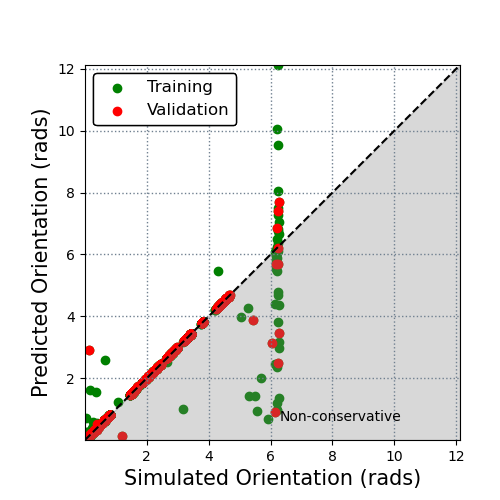 Training
Validation
12
10
8
6
4
2
Predicted Orientation (rads)
Non-conservative
2 4 6 8 10 12
Simulated Orientation (rads)